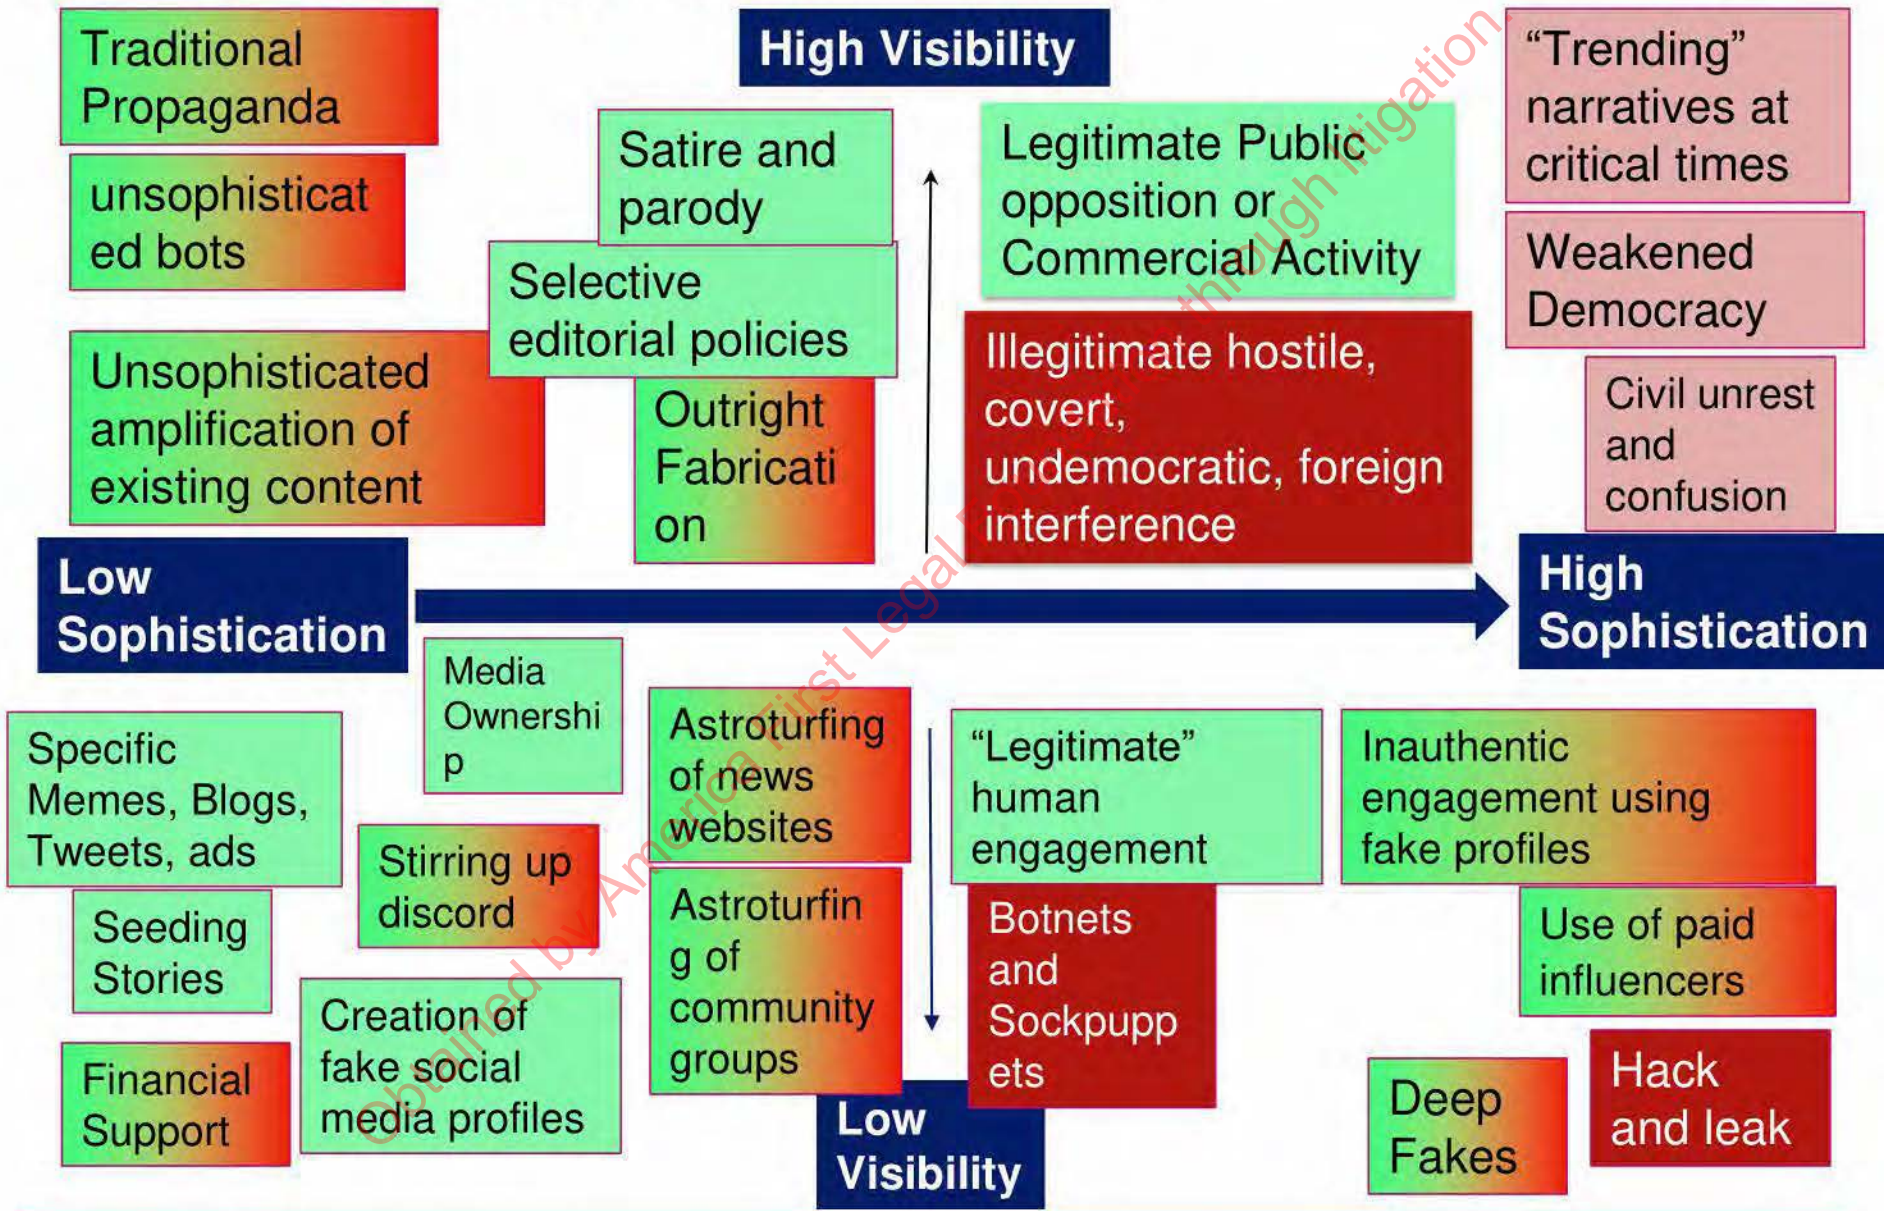 Traditional
Propaganda
unsophisticat
ed bots
Unsophisticated
amplification of
existing content
High Visibility
Satire and
parody
Selective
editorial policies
Outright
Fabricati
on
Legitimate Public
opposition or
Commercial Activity
Illegitimate hostile,
covert,
undemocratic, foreign
interference
“Trending”
narratives at
critical times
Weakened
Democracy
Civil unrest
and
confusion
Low
Sophistication
High
Sophistication
Specific
Memes, Blogs,
Tweets, ads
Seeding
Stories
Financial
Support
Media
Ownershi
p
Stirring up
discord
Creation of
fake social
media profiles
Astroturfing
of news
websites
Astroturfin
g of
community
groups
“Legitimate”
human
engagement
Botnets
and
Sockpupp
ets
Low
Visibility
Inauthentic
engagement using
fake profiles
Use of paid
influencers
Deep
Fakes
Hack
and leak
Obtained by America First Legal through litigation.